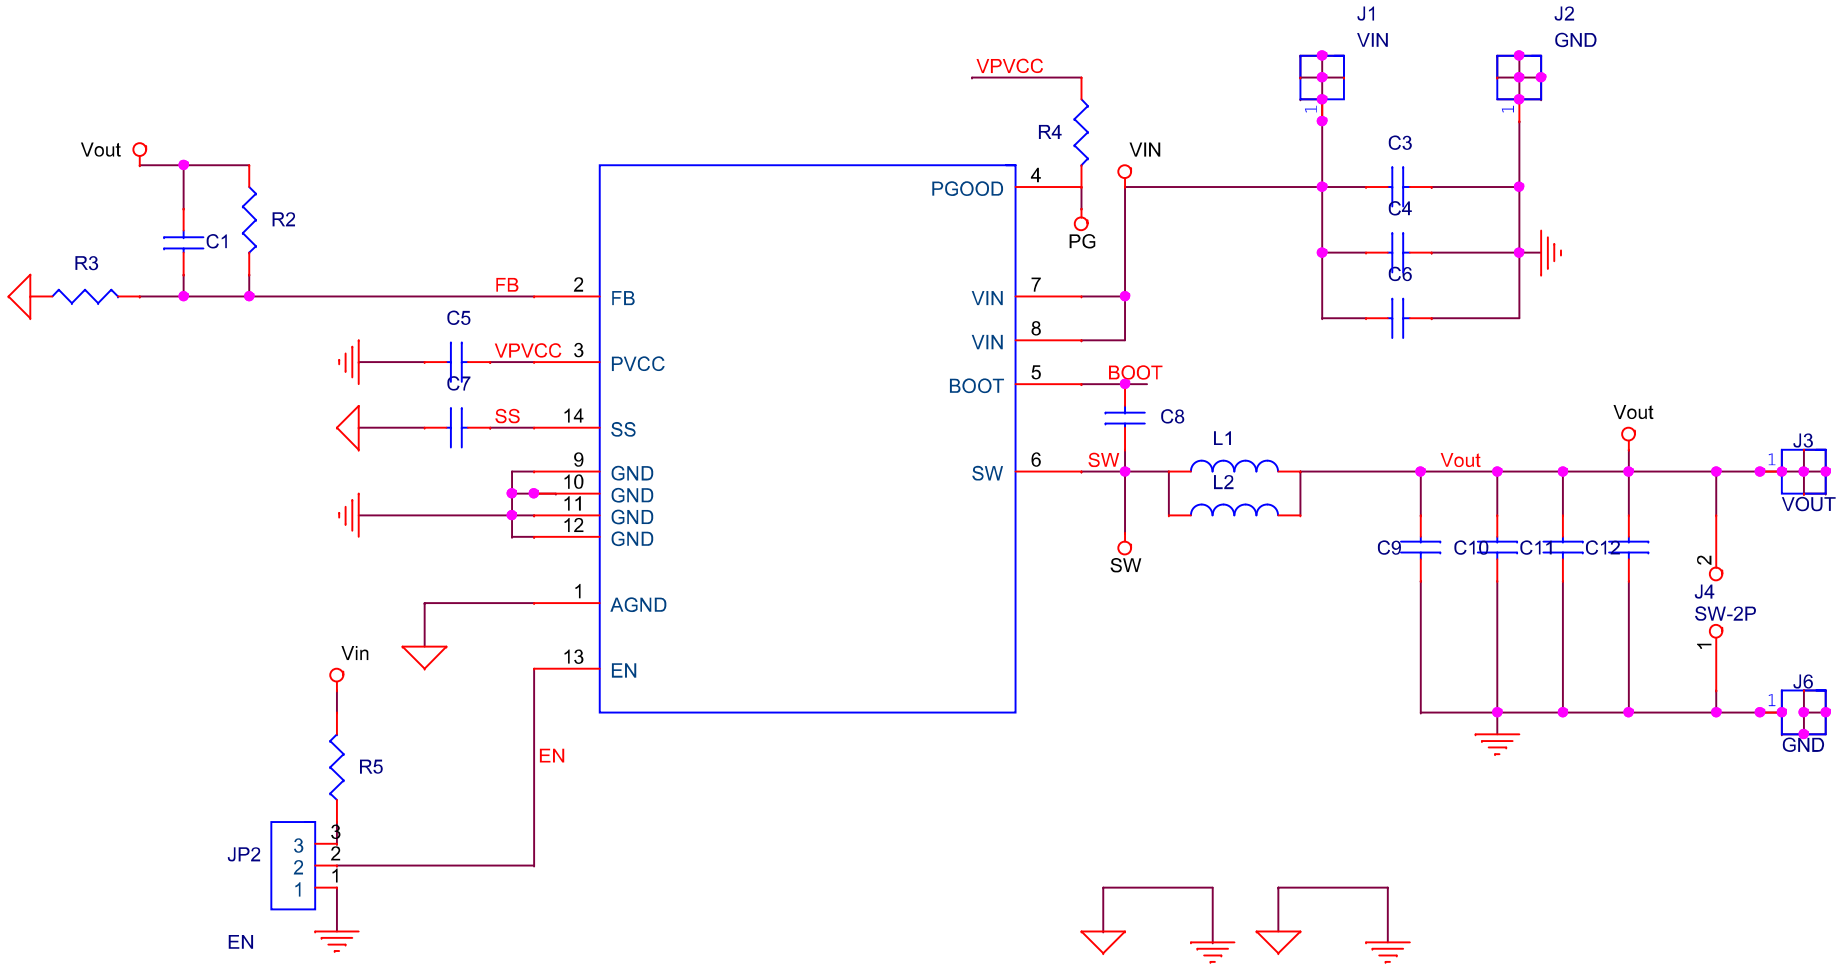 J1
VIN
J2
GND
1
1
VPVCC
R4
VIN
C3
C4
C6
Vout
R2
C1
R3
FB
2
FB
PGOOD
4
PG
VIN
7
VIN
8
C5
VPVCC
3
PVCC
C7
SS
14
SS
BOOT
5
BOOT
C8
9
GND
10
GND
11
GND
12
GND
SW
6
SW
SW
L1
L2
Vout
Vout
J3
1
VOUT
C9
C10
C11
C12
2
J4
SW-2P
1
J6
1
GND
1
AGND
13
EN
Vin
R5
EN
JP2
3
3
2
2
1
1
EN